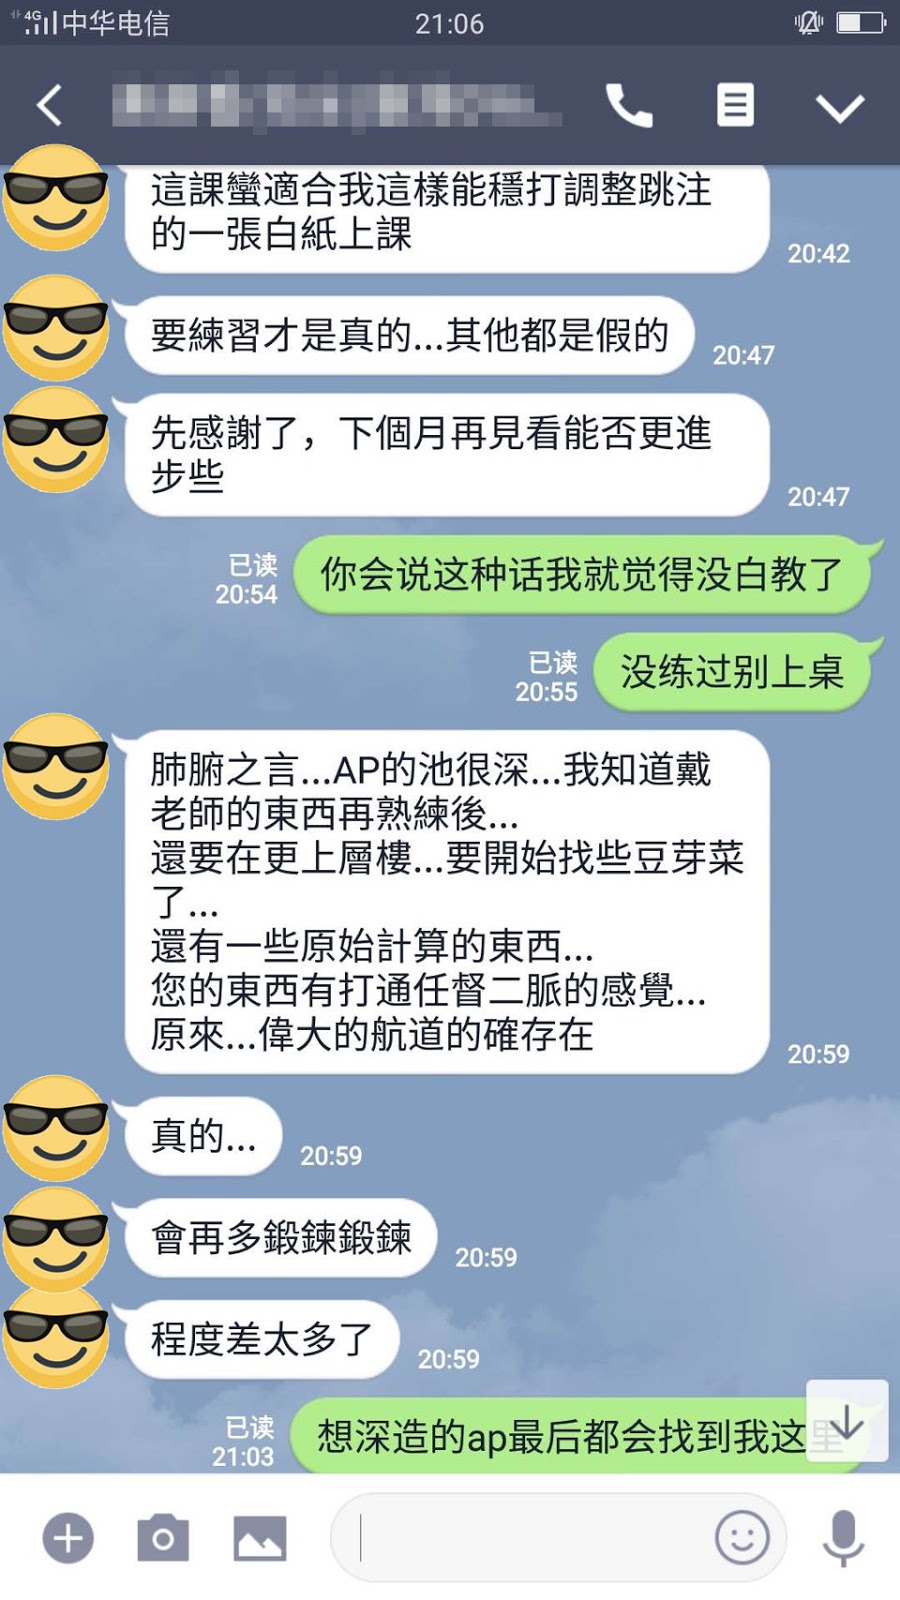 4G 中华电信
21:06
這課蠻適合我這樣能穩打調整跳注
的一張白紙上課
20:42
要練習才是真的...其他都是假的
20:47
先感謝了，下個月再見看能否更進
步些
20:47
已读
20:54
你会说这种话我就觉得没白教了
已读
20:55
没练过别上桌
肺腑之言...AP的池很深...我知道戴
老師的東西再熟練後...
還要在更上層樓...要開始找些豆芽菜
了...
還有一些原始計算的東西...
您的東西有打通任督二脈的感覺...
原來...偉大的航道的確存在
20:59
真的...
20:59
會再多鍛鍊鍛鍊
20:59
程度差太多了
20:59
已读
21:03
想深造的ap最后都会找到我这里